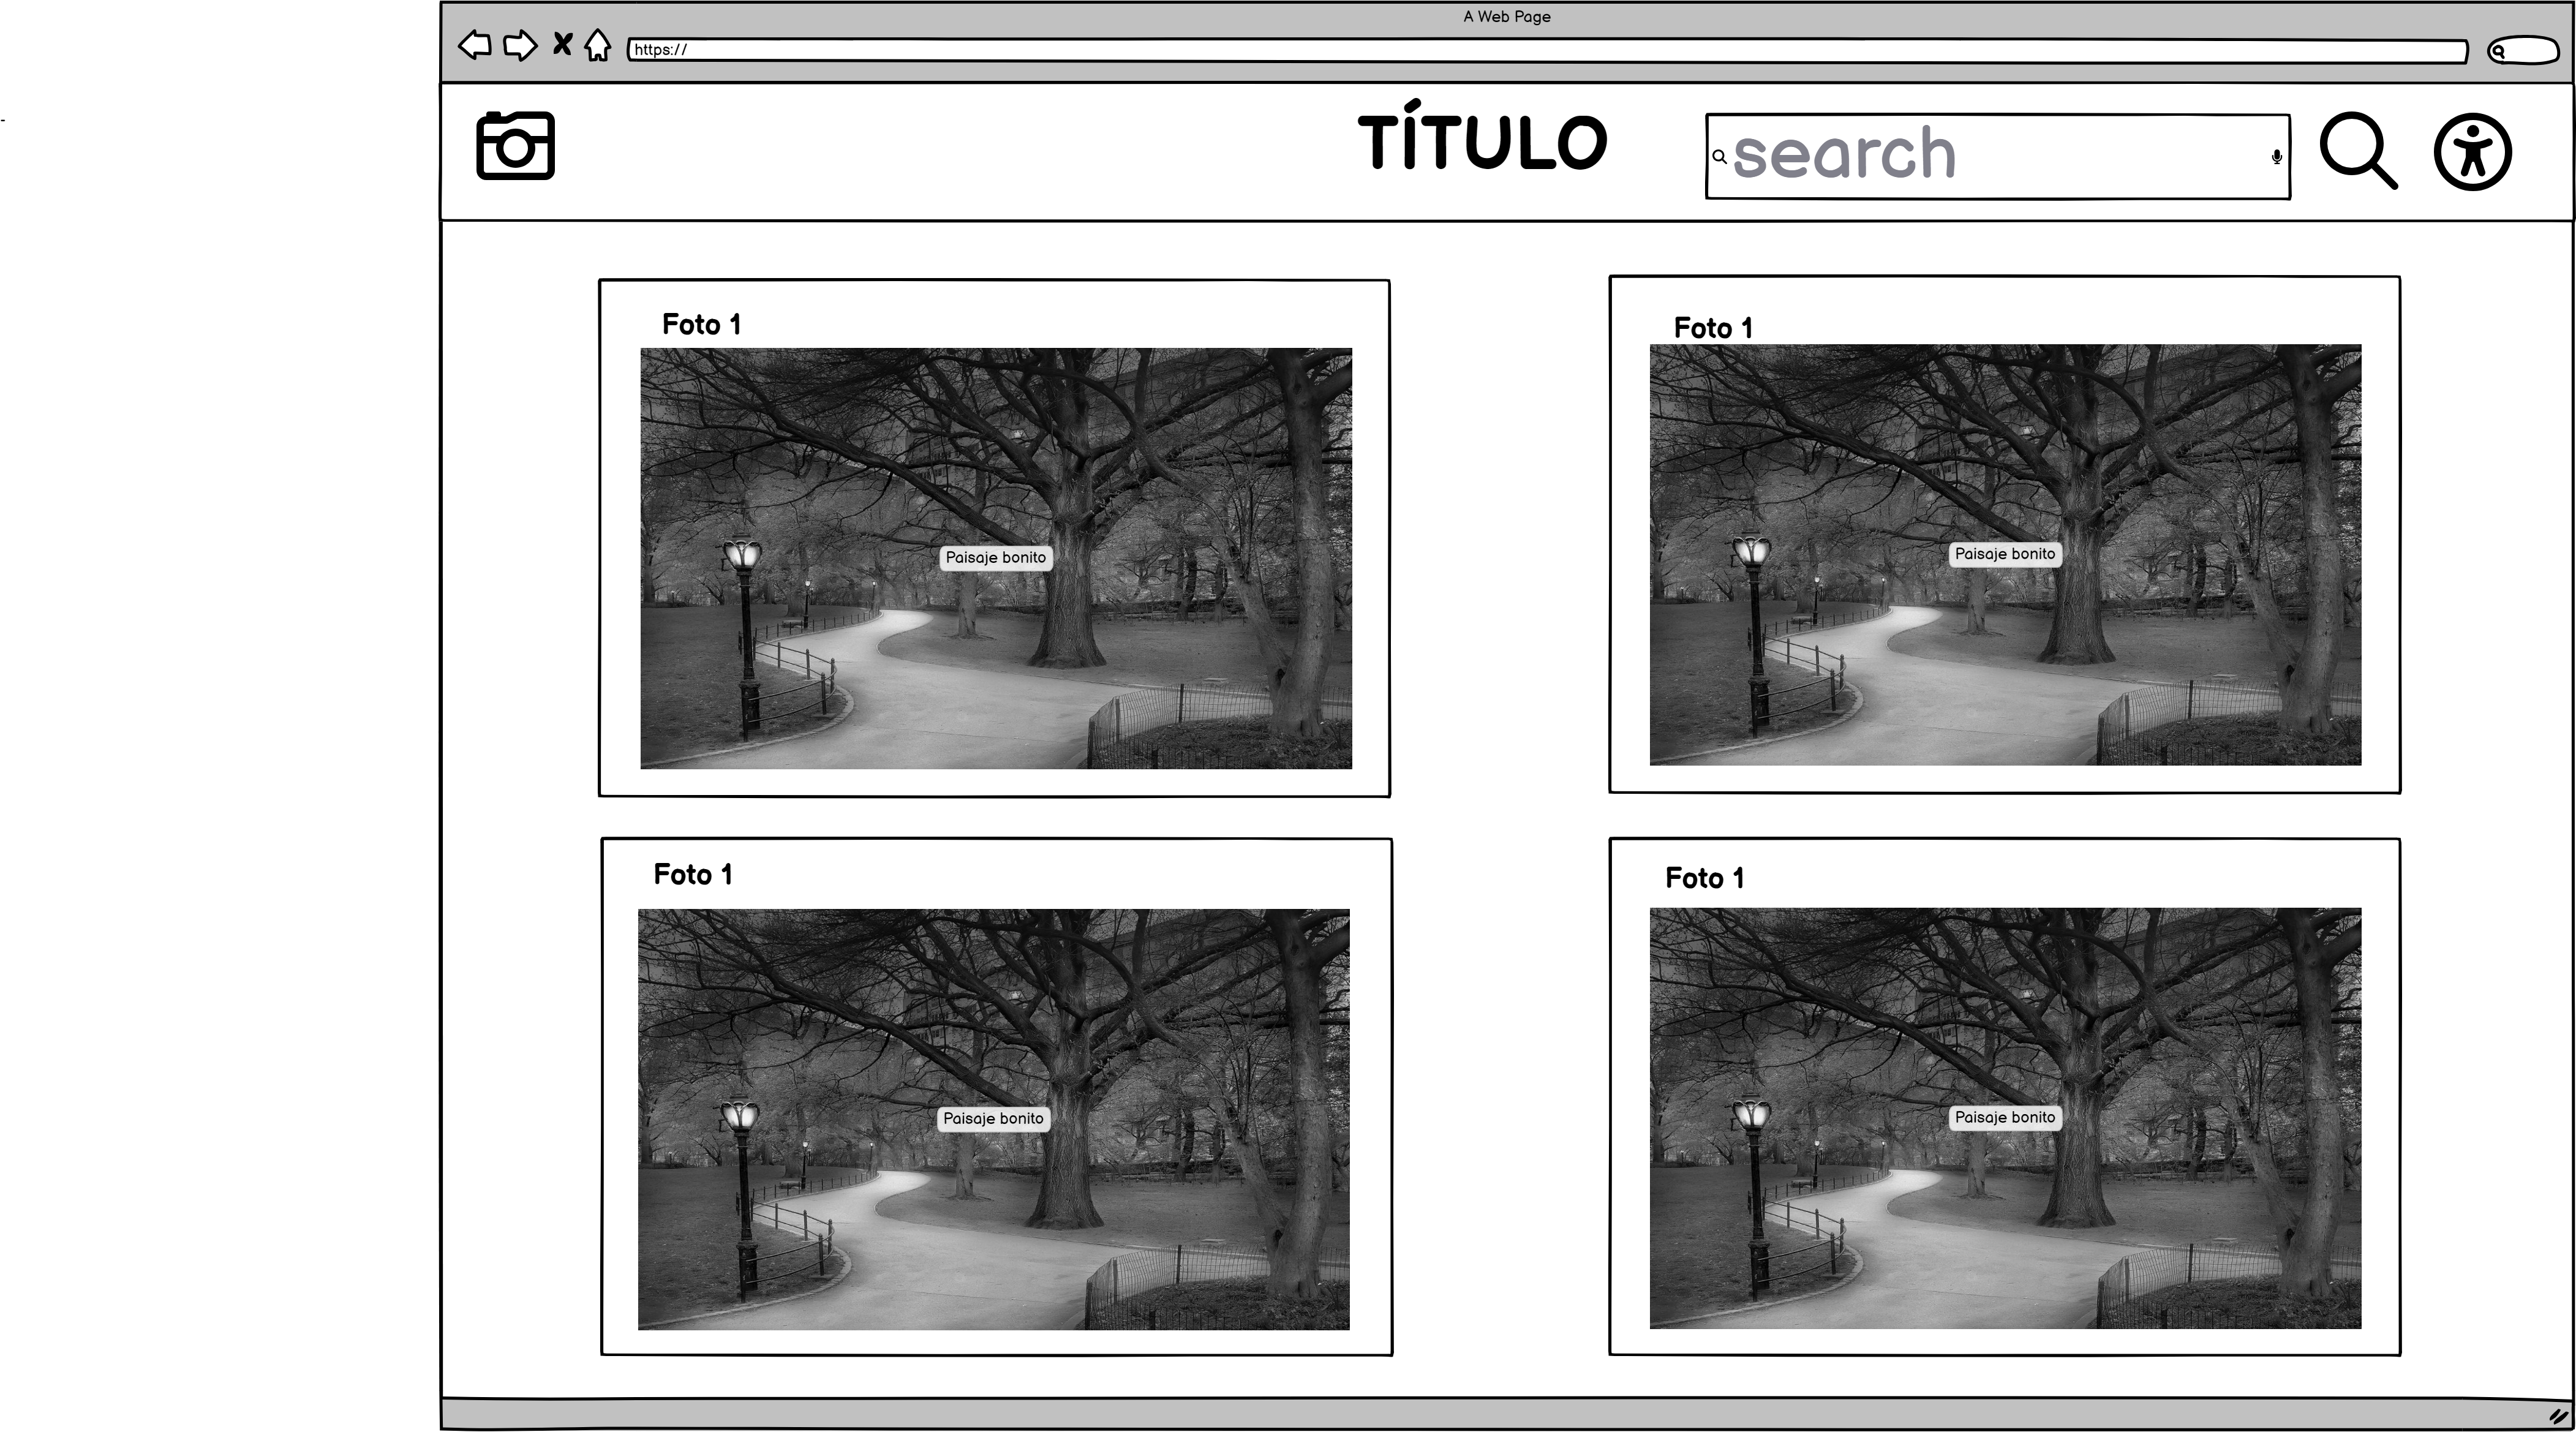 A Web Page
https://
TÍTULO
search
Foto 1
Paisaje bonito
Foto 1
Paisaje bonito
Foto 1
Paisaje bonito
Foto 1
Paisaje bonito
-